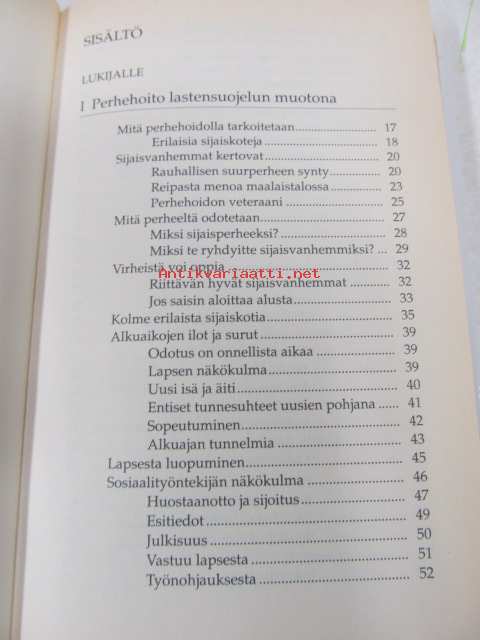 SISÄLTÖ
LUKIJALLE
I Perhehoito lastensuojelun muotona
Mitä perhehoidolla tarkoitetaan........................ 17
Erilaisia sijaiskoteja.................................... 18
Sijaisvanhemmat kertovat ................................ 20
Rauhallisen suurperheen synty................... 20
Reipasta menoa maalaistalossa................... 23
Perhehoidon veteraani ................................ 25
Mitä perheeltä odotetaan.................................. 27
Miksi sijaisperheeksi? .................................. 28
Miksi te ryhdyitte sijaisvanhemmiksi? ... 29
Virheistä voi oppia............................................ 32
Antikvariaatti.net
Riittävän hyvät sijaisvanhemmat ............... 32
Jos saisin aloittaa alusta................................ 33
Kolme erilaista sijaiskotia................................. 35
Alkuaikojen ilot ja surut ................................... 39
Odotus on onnellista aikaa .......................... 39
Lapsen näkökulma........................................ 39
Uusi isä ja äiti ................................................ 40
Entiset tunnesuhteet uusien pohjana ...... 41
Sopeutuminen ............................................... 42
Alkuajan tunnelmia ...................................... 43
Lapsesta luopuminen......................................... 45
Sosiaalityöntekijän näkökulma ........................ 46
Huostaanotto ja sijoitus................................ 47
Esitiedot.......................................................... 49
Julkisuus ......................................................... 50
Vastuu lapsesta .............................................. 51
Työnohjauksesta ............................................ 52